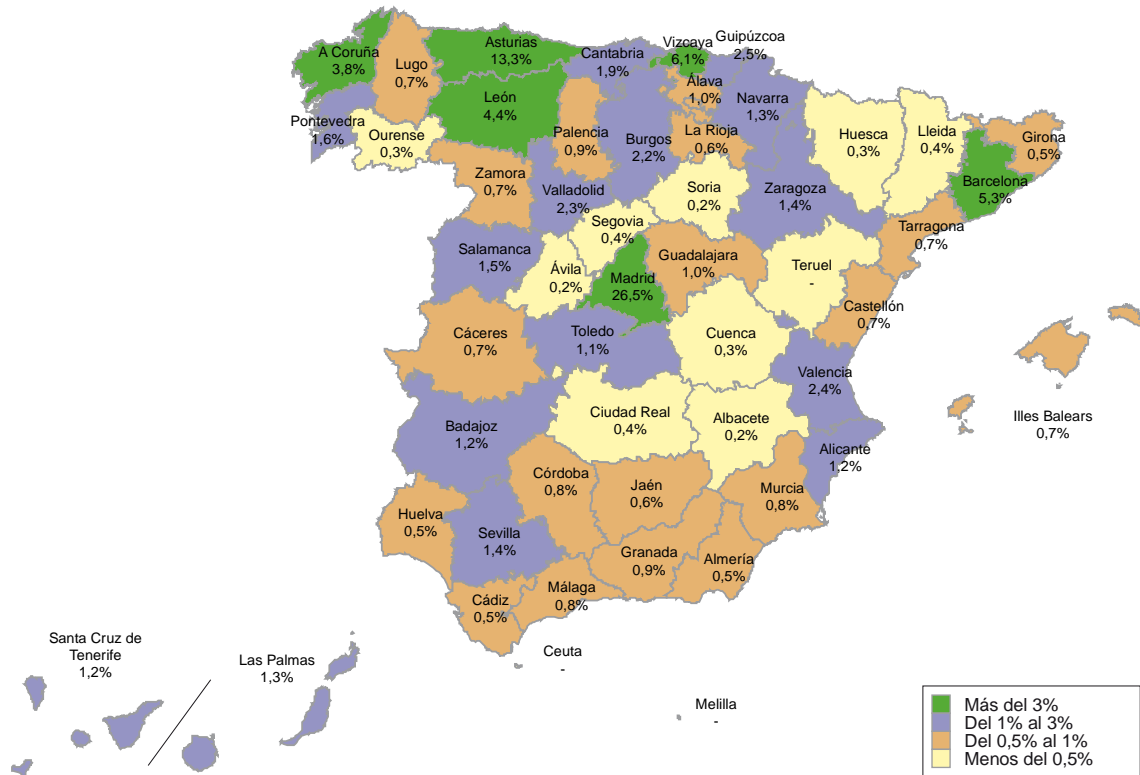 A Coruña
3,8%
Lugo
0,7%
Asturias
13,3%
Cantabria
1,9%
Vizcaya
6,1%
Guipúzcoa
2,5%
Álava
1,0%
Navarra
1,3%
León
4,4%
Palencia
0,9%
Burgos
2,2%
La Rioja
0,6%
Huesca
0,3%
Lleida
0,4%
Girona
0,5%
Pontevedra
1,6%
Ourense
0,3%
Zamora
0,7%
Valladolid
2,3%
Soria
0,2%
Zaragoza
1,4%
Barcelona
5,3%
Tarragona
0,7%
Segovia
0,4%
Salamanca
1,5%
Ávila
0,2%
Madrid
26,5%
Guadalajara
1,0%
Teruel
-
Castellón
0,7%
Cáceres
0,7%
Toledo
1,1%
Cuenca
0,3%
Valencia
2,4%
Illes Balears
0,7%
Badajoz
1,2%
Ciudad Real
0,4%
Albacete
0,2%
Alicante
1,2%
Córdoba
0,8%
Jaén
0,6%
Murcia
0,8%
Huelva
0,5%
Sevilla
1,4%
Granada
0,9%
Almería
0,5%
Cádiz
0,5%
Málaga
0,8%
Santa Cruz de
Tenerife
1,2%
Las Palmas
1,3%
Ceuta
-
Melilla
-
Más del 3%
Del 1% al 3%
Del 0,5% al 1%
Menos del 0,5%